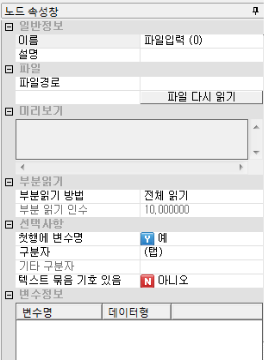 노드 속성창
일반정보
이름 파일입력 (0)
설명
파일
파일경로
파일 다시 읽기
미리보기
부분읽기
부분읽기 방법 전체 읽기
부분 읽기 인수 10,000000
선택사항
첫행에 변수명 Y 예
구분자 (탭)
기타 구분자
텍스트 묶음 기호 있음 N 아니오
변수정보
변수명 데이터형